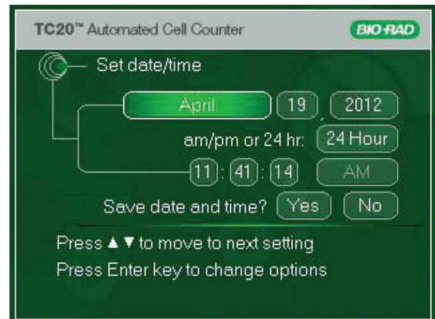 TC20™ Automated Cell Counter BIO-RAD
Set date/time
April 19, 2012
am/pm or 24 hr: 24 Hour
11: 41: 14 AM
Save date and time? Yes No
Press ▲ ▼ to move to next setting
Press Enter key to change options